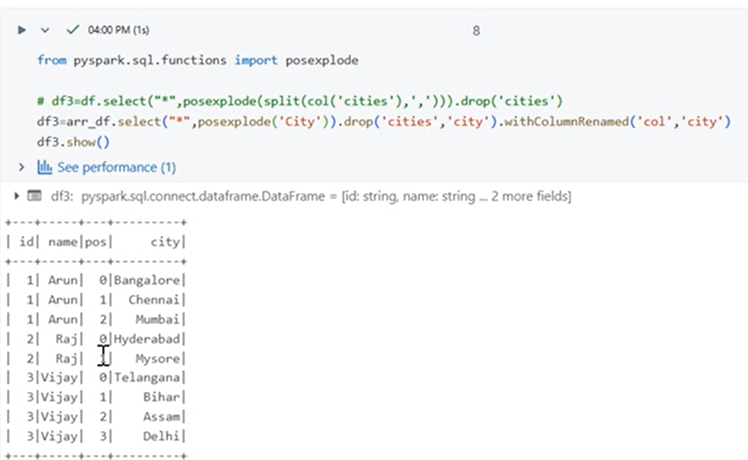 04:00 PM (1s) 8
from pyspark.sql.functions import posexplode
# df3=df.select("*",posexplode(split(col('cities'),','))).drop('cities')
df3=arr_df.select("*",posexplode('City')).drop('cities','city').withColumnRenamed('col','city')
df3.show()
See performance (1)
df3: pyspark.sql.connect.dataframe.DataFrame = [id: string, name: string ... 2 more fields]
+---+-----+---+---------+
| id| name|pos|     city|
+---+-----+---+---------+
|  1| Arun|  0|Bangalore|
|  1| Arun|  1|  Chennai|
|  1| Arun|  2|   Mumbai|
|  2|  Raj|  0|Hyderabad|
|  2|  Raj|  1|   Mysore|
|  3|Vijay|  0|Telangana|
|  3|Vijay|  1|    Bihar|
|  3|Vijay|  2|    Assam|
|  3|Vijay|  3|    Delhi|
+---+-----+---+---------+